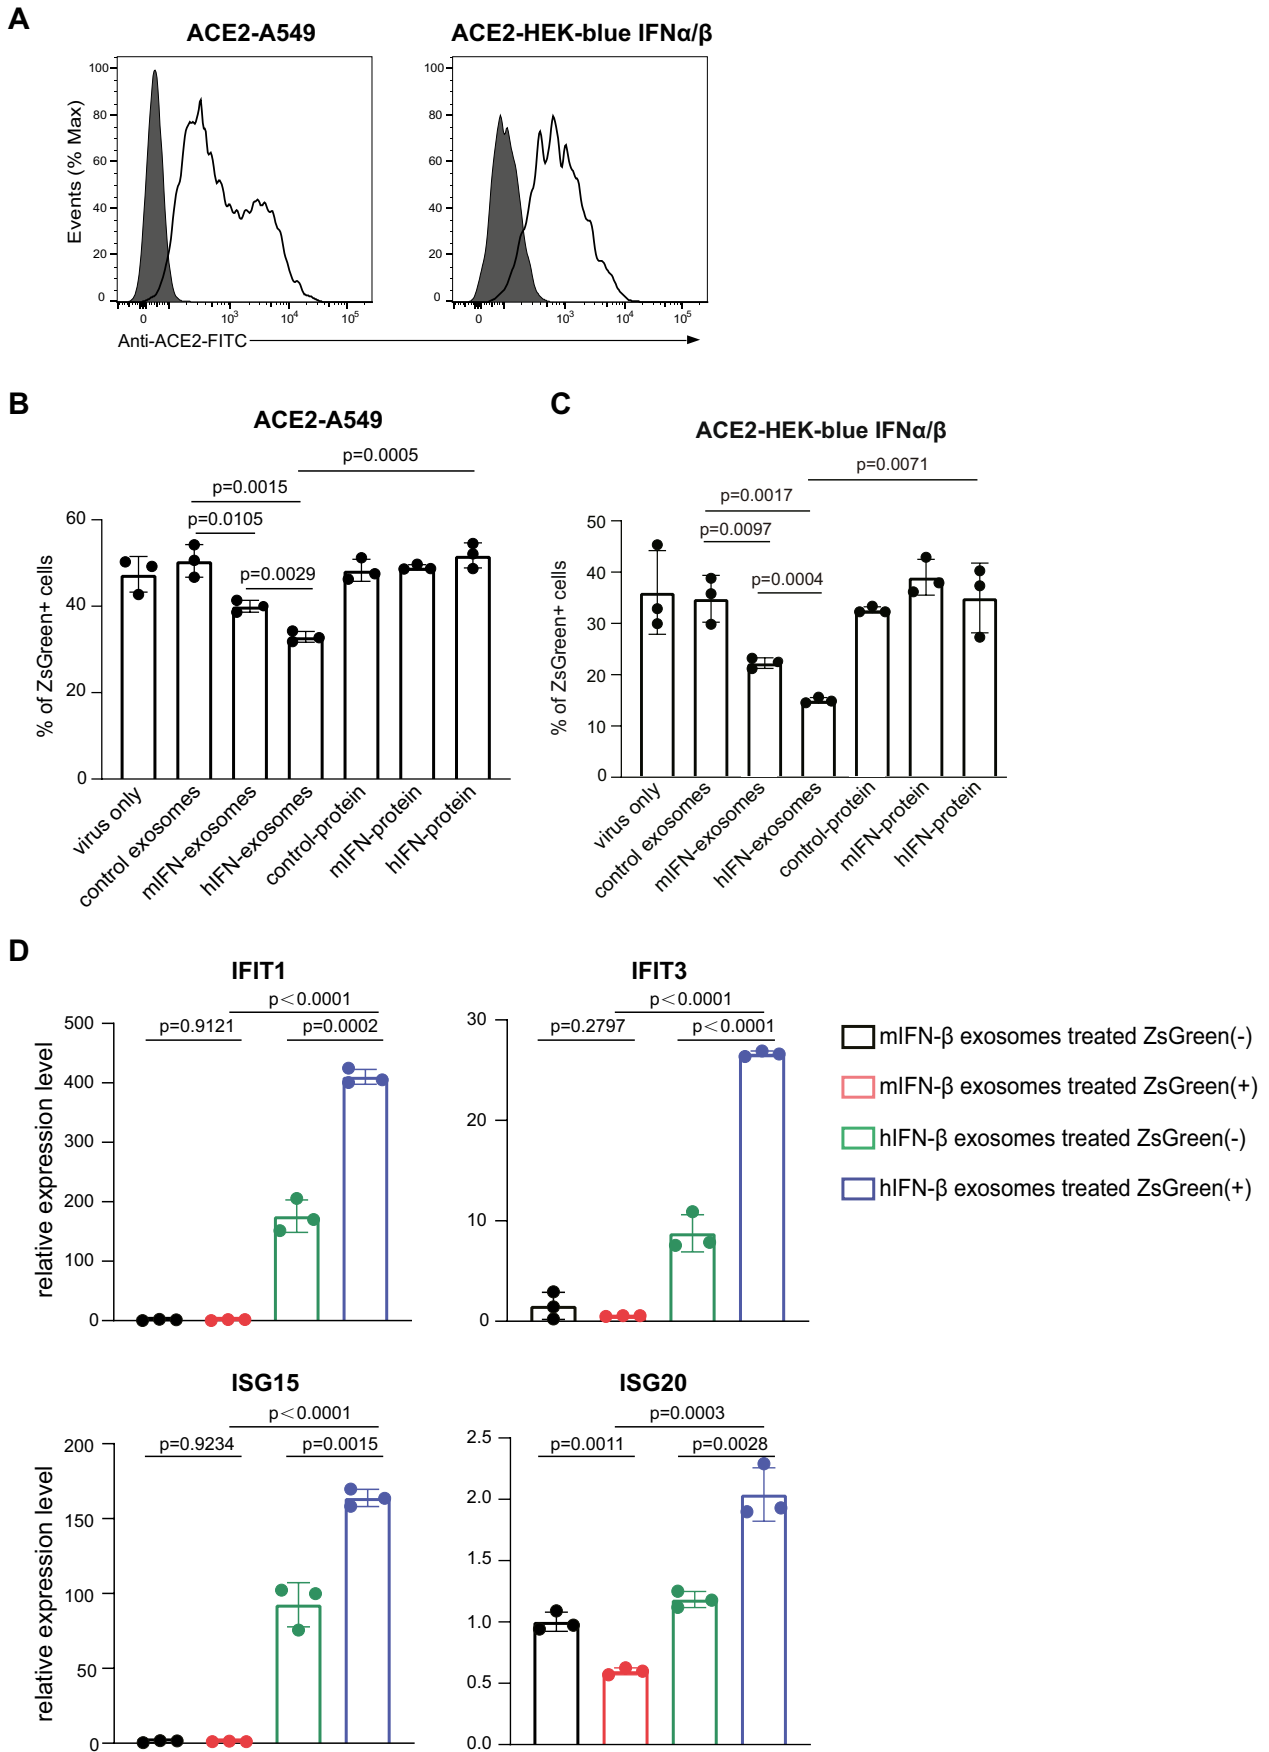 A
ACE2-A549
ACE2-HEK-blue IFNα/β
Events (% Max)
100
80
60
40
20
0
0
10³
10⁴
10⁵
100
80
60
40
20
0
0
10³
10⁴
10⁵
Anti-ACE2-FITC
B
ACE2-A549
p=0.0005
p=0.0015
p=0.0105
p=0.0029
% of ZsGreen+ cells
60
40
20
0
virus only
control exosomes
mIFN-exosomes
hIFN-exosomes
control-protein
mIFN-protein
hIFN-protein
C
ACE2-HEK-blue IFNα/β
p=0.0071
p=0.0017
p=0.0097
p=0.0004
% of ZsGreen+ cells
50
40
30
20
10
0
virus only
control exosomes
mIFN-exosomes
hIFN-exosomes
control-protein
mIFN-protein
hIFN-protein
D
IFIT1
p<0.0001
p=0.9121
p=0.0002
relative expression level
500
400
300
200
100
0
IFIT3
p<0.0001
p=0.2797
p<0.0001
30
20
10
0
mIFN-β exosomes treated ZsGreen(-)
mIFN-β exosomes treated ZsGreen(+)
hIFN-β exosomes treated ZsGreen(-)
hIFN-β exosomes treated ZsGreen(+)
ISG15
p<0.0001
p=0.9234
p=0.0015
relative expression level
200
150
100
50
0
ISG20
p=0.0003
p=0.0011
p=0.0028
2.5
2.0
1.5
1.0
0.5
0.0